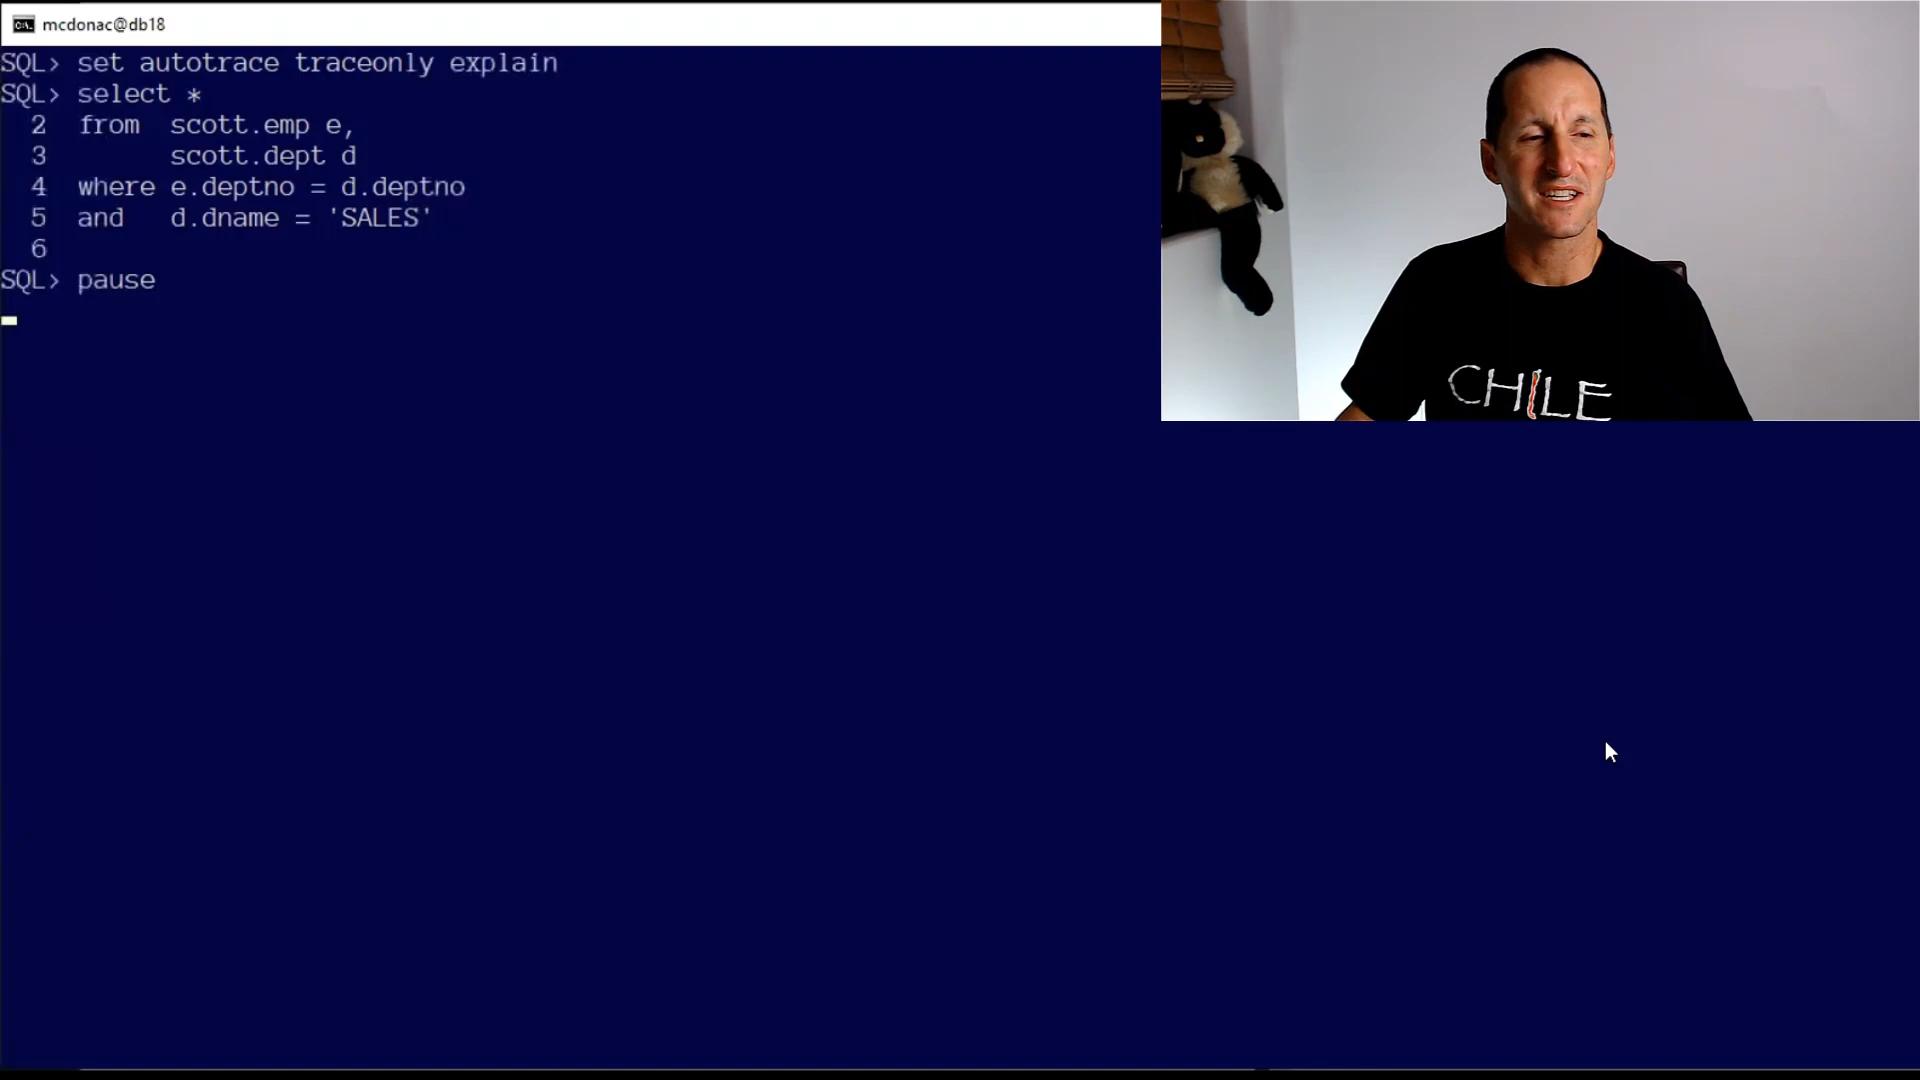 mcdonac@db18
SQL> set autotrace traceonly explain
SQL> select *
  2  from  scott.emp e,
  3        scott.dept d
  4  where e.deptno = d.deptno
  5  and   d.dname = 'SALES'
  6
SQL> pause
CHILE